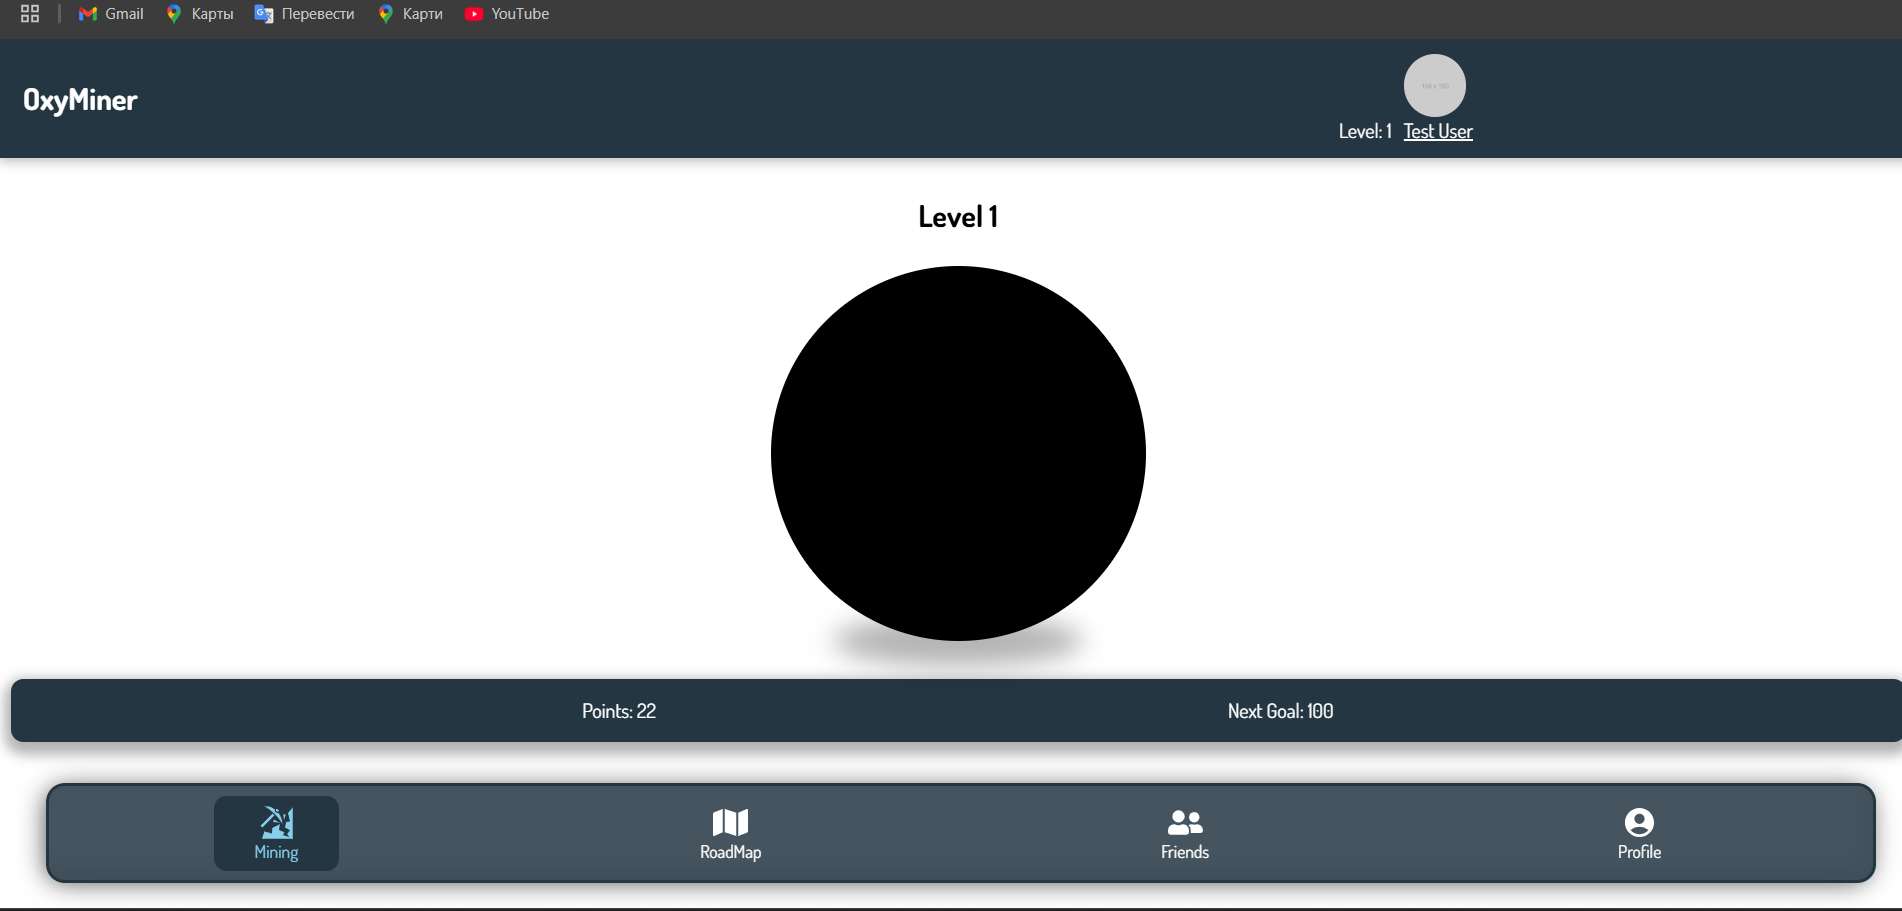 Gmail Карты Перевести Карти YouTube
OxyMiner
150 x 150
Level: 1 Test User
Level 1
Points: 22 Next Goal: 100
Mining RoadMap Friends Profile